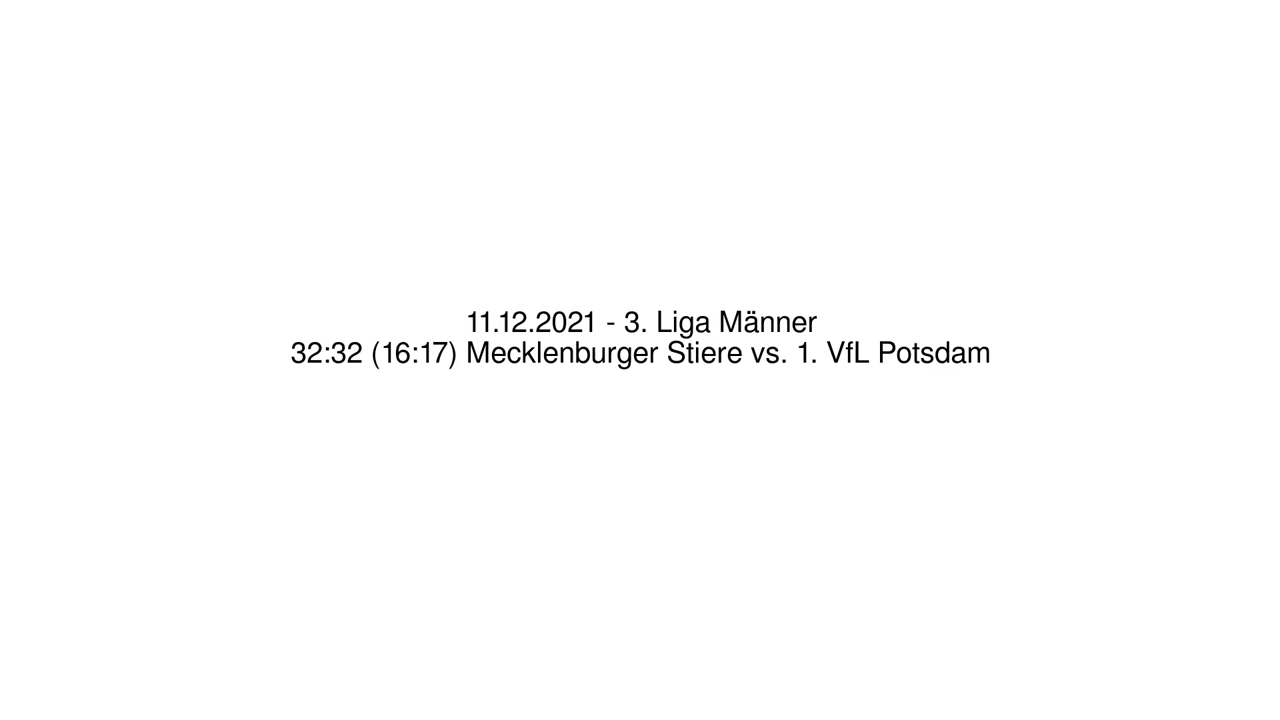 11.12.2021 - 3. Liga Männer
32:32 (16:17) Mecklenburger Stiere vs. 1. VfL Potsdam